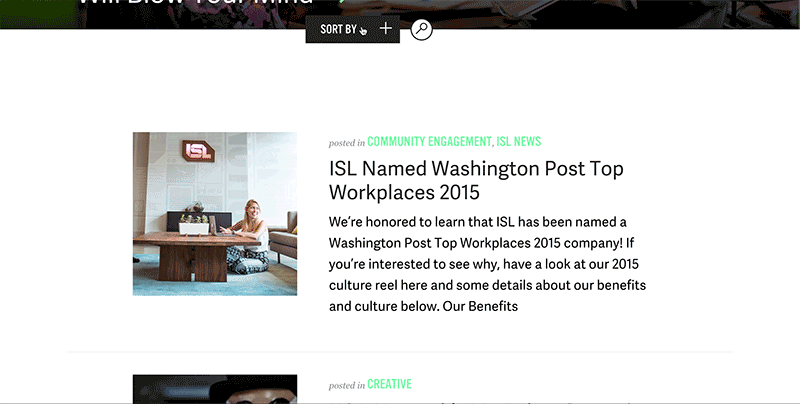 Will Blow Your Mind
SORT BY +
posted in COMMUNITY ENGAGEMENT, ISL NEWS
ISL
ISL Named Washington Post Top
Workplaces 2015
We’re honored to learn that ISL has been named a
Washington Post Top Workplaces 2015 company! If
you’re interested to see why, have a look at our 2015
culture reel here and some details about our benefits
and culture below. Our Benefits
posted in CREATIVE